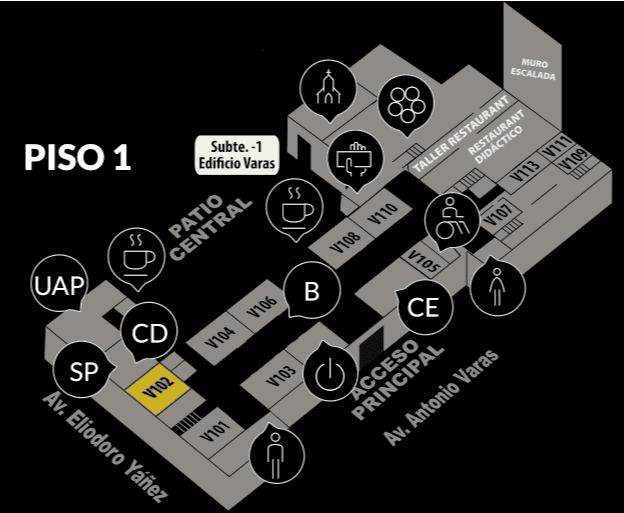 MURO
ESCALADA
TALLER RESTAURANT
RESTAURANT
DIDÁCTICO
PISO 1
Subte. -1
Edificio Varas
V111
V109
V113
V107
PATIO
CENTRAL
V110
V108
V105
UAP
B
CE
CD
V106
V104
SP
V103
ACCESO
PRINCIPAL
V102
V101
Av. Antonio Varas
Av. Eliodoro Yáñez